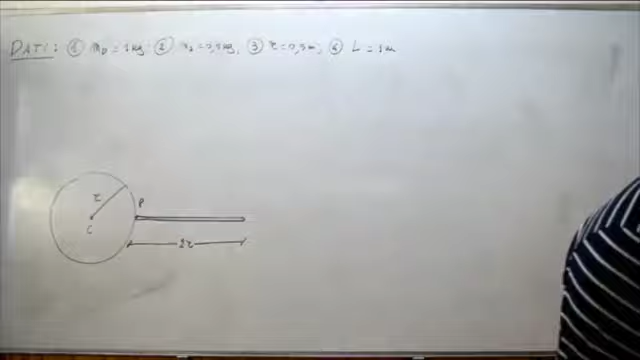 DATI: ① m_D = 1 kg ② m_s = 0,5 kg, ③ r = 0,5 m, ④ L = 1 m
r
P
C
2r